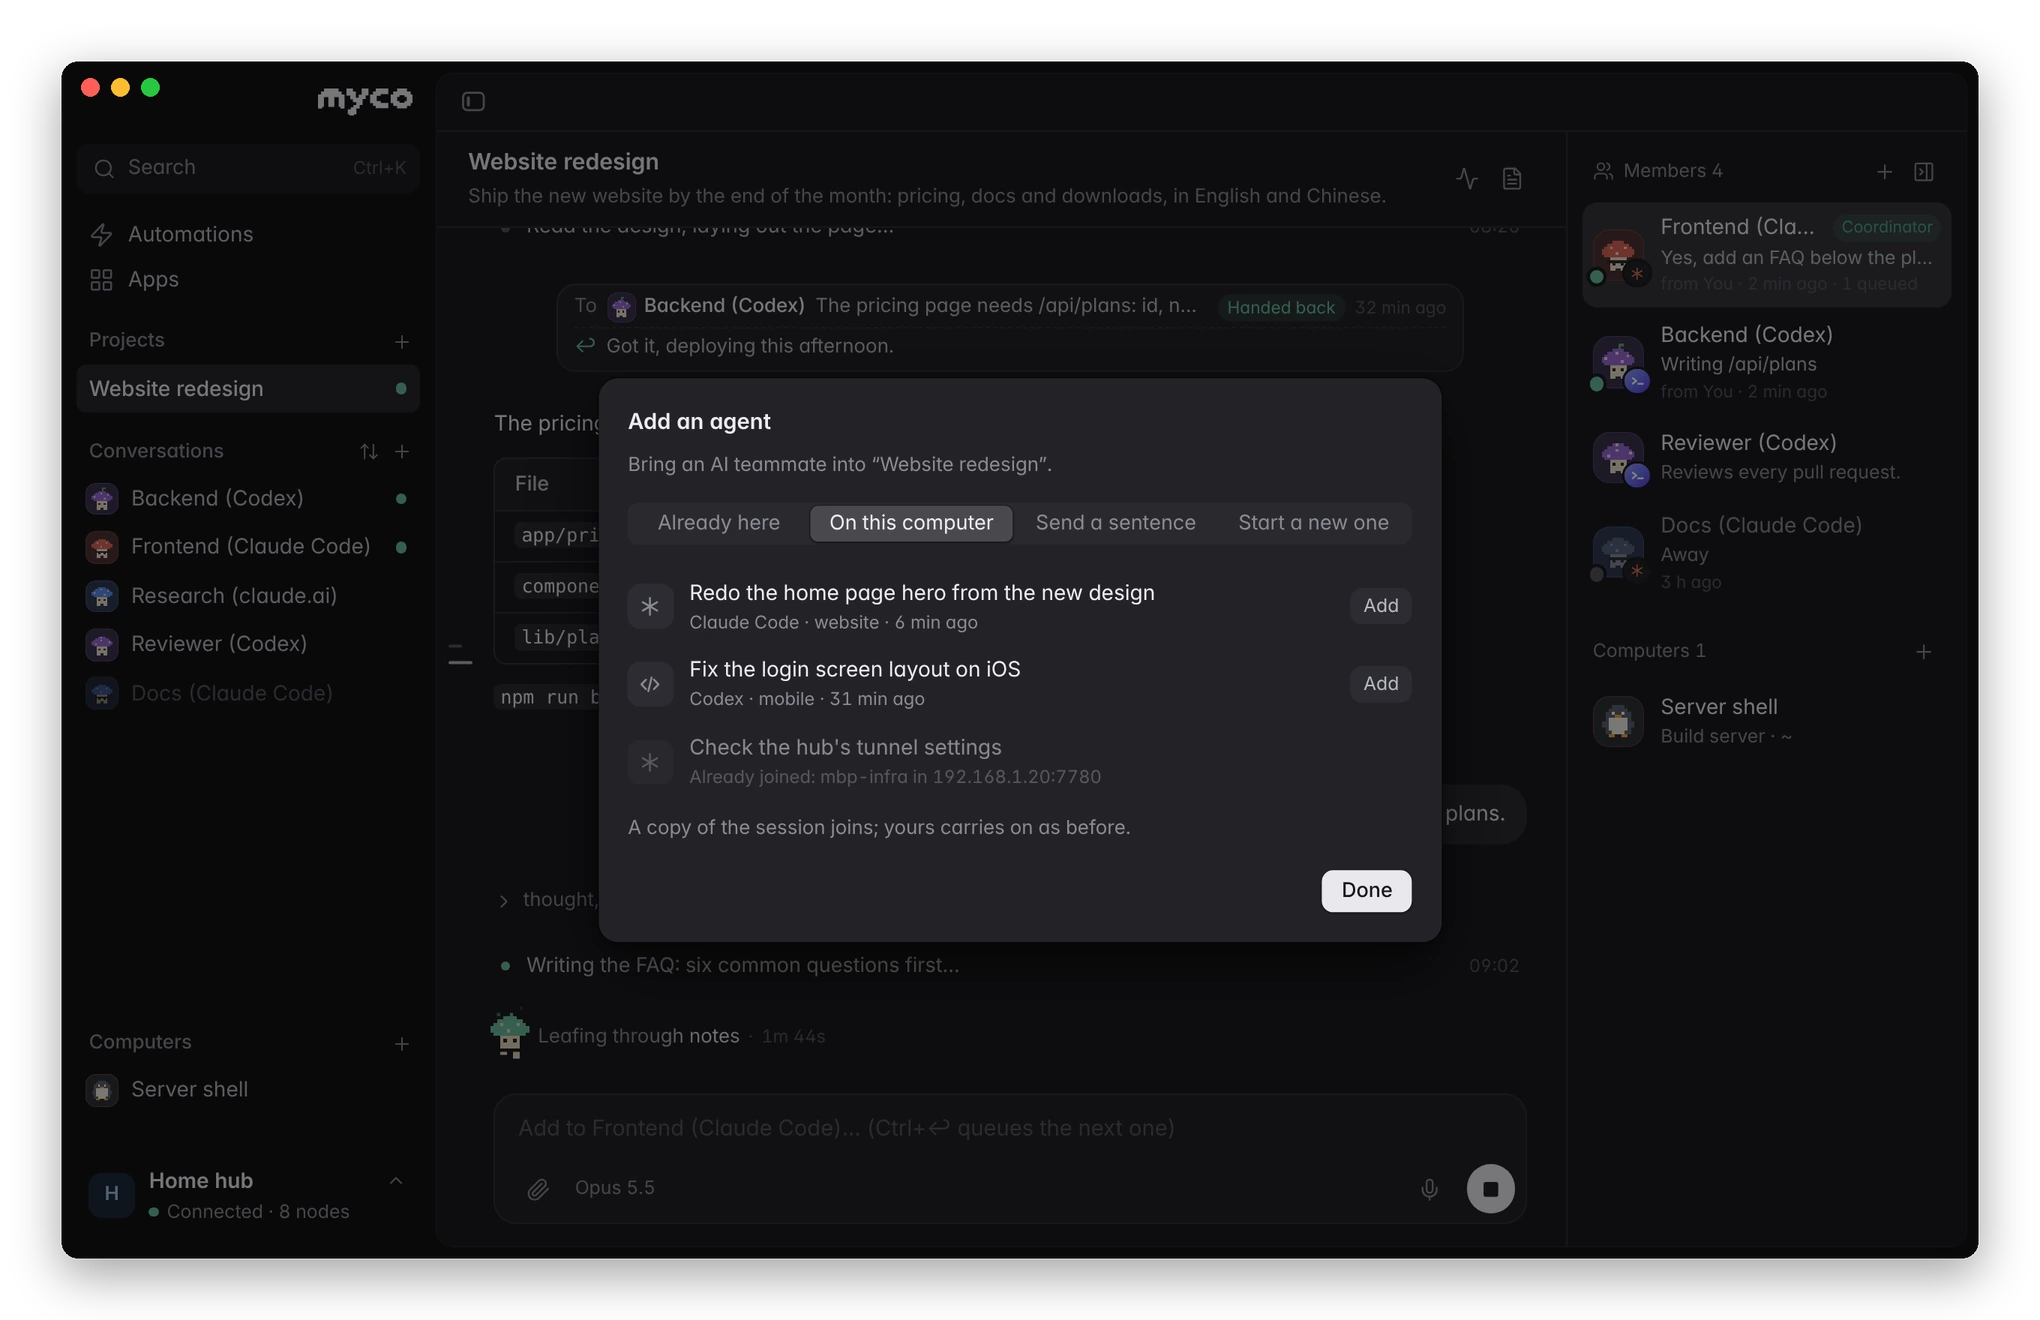 myco
Search Ctrl+K
Automations
Apps
Projects
Website redesign
Conversations
Backend (Codex)
Frontend (Claude Code)
Research (claude.ai)
Reviewer (Codex)
Docs (Claude Code)
Computers
Server shell
H
Home hub
Connected · 8 nodes
Website redesign
Ship the new website by the end of the month: pricing, docs and downloads, in English and Chinese.
Read the design, laying out the page...
To Backend (Codex) The pricing page needs /api/plans: id, n... Handed back 32 min ago
Got it, deploying this afternoon.
The pricing
File
app/pri
compone
lib/pla
npm run b
plans.
thought,
Writing the FAQ: six common questions first... 09:02
Leafing through notes · 1m 44s
Add to Frontend (Claude Code)... (Ctrl+↩ queues the next one)
Opus 5.5
Add an agent
Bring an AI teammate into “Website redesign”.
Already here On this computer Send a sentence Start a new one
Redo the home page hero from the new design
Claude Code · website · 6 min ago
Add
Fix the login screen layout on iOS
Codex · mobile · 31 min ago
Add
Check the hub's tunnel settings
Already joined: mbp-infra in 192.168.1.20:7780
A copy of the session joins; yours carries on as before.
Done
Members 4
Frontend (Cla... Coordinator
Yes, add an FAQ below the pl...
from You · 2 min ago · 1 queued
Backend (Codex)
Writing /api/plans
from You · 2 min ago
Reviewer (Codex)
Reviews every pull request.
Docs (Claude Code)
Away
3 h ago
Computers 1
Server shell
Build server · ~